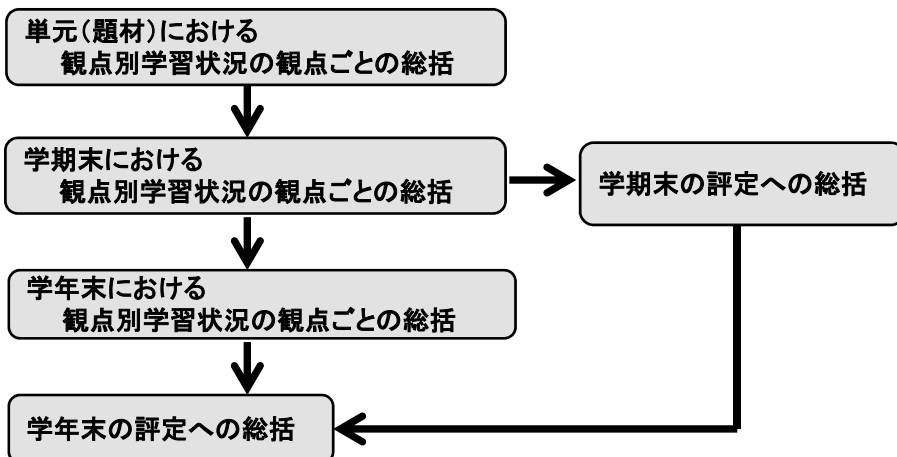 単元(題材)における
観点別学習状況の観点ごとの総括
学期末における
観点別学習状況の観点ごとの総括
学期末の評定への総括
学年末における
観点別学習状況の観点ごとの総括
学年末の評定への総括